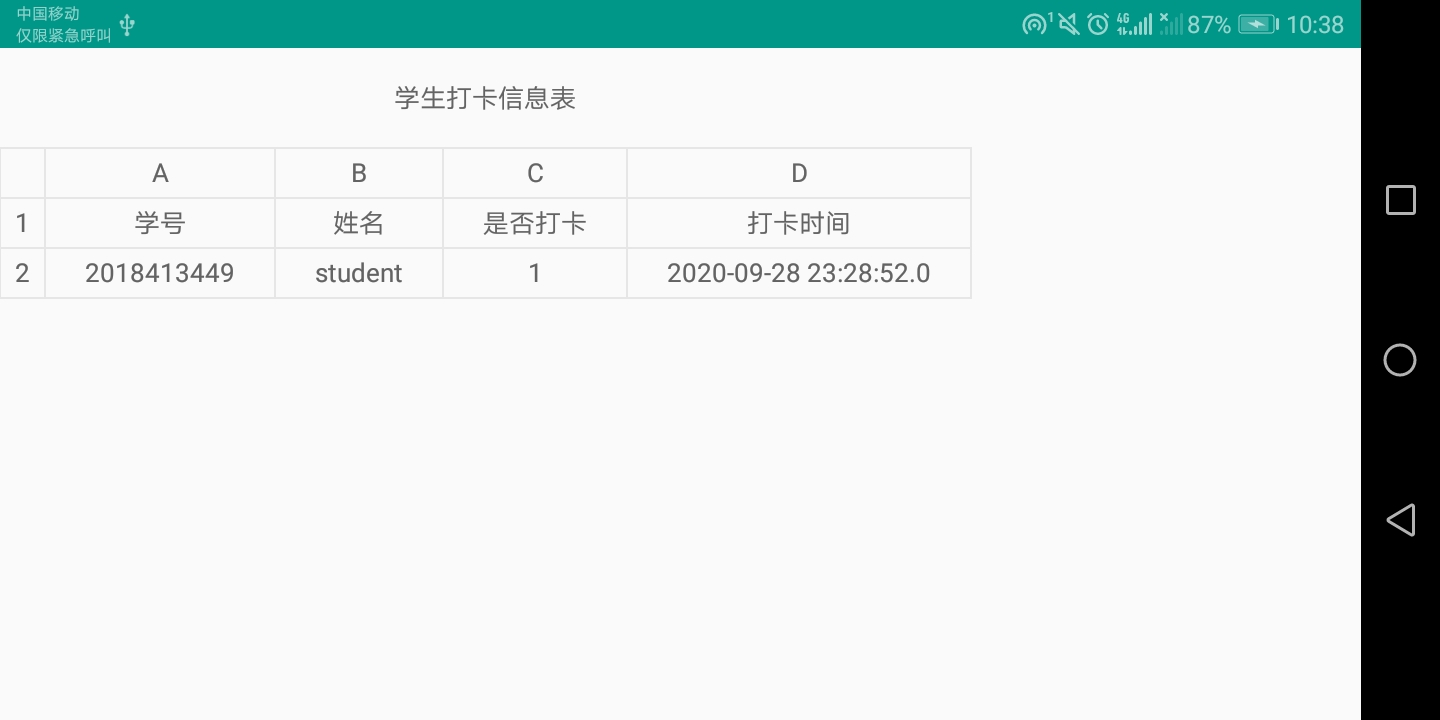 中国移动
仅限紧急呼叫
1 4G 87% 10:38
学生打卡信息表
A B C D
1 学号 姓名 是否打卡 打卡时间
2 2018413449 student 1 2020-09-28 23:28:52.0